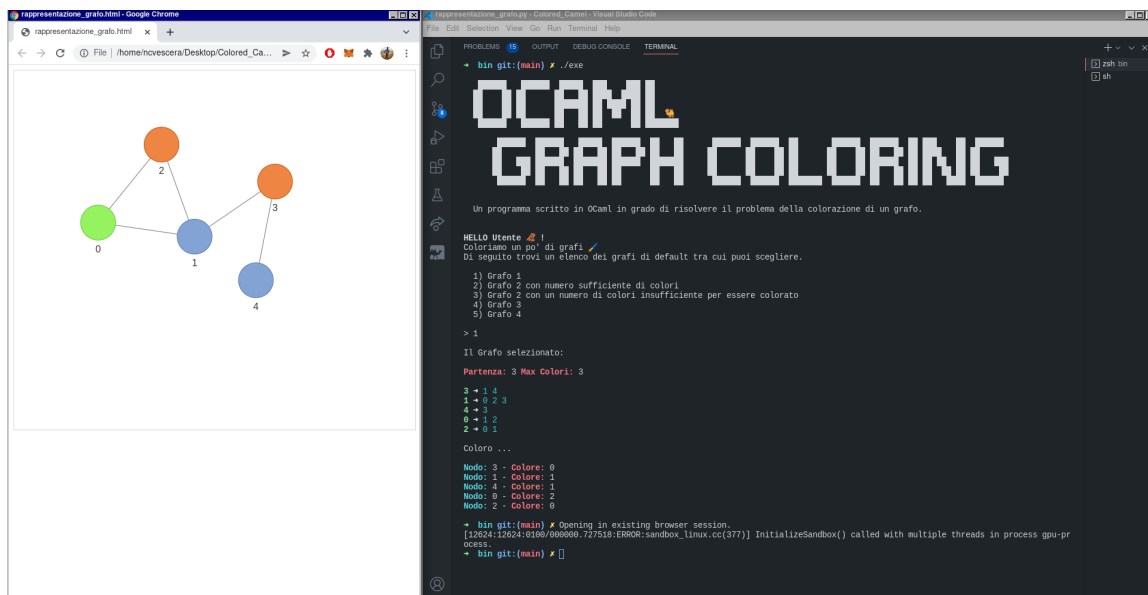 rappresentazione_grafo.html - Google Chrome
rappresentazione_grafo.html
File
/home/ncvescera/Desktop/Colored_Ca...
2
3
0
1
4
rappresentazione_grafo.py - Colored_Camel - Visual Studio Code
File Edit Selection View Go Run Terminal Help
PROBLEMS 15 OUTPUT DEBUG CONSOLE TERMINAL
8
zsh bin
sh
➜ bin git:(main) ✗ ./exe
OCAML
GRAPH COLORING
Un programma scritto in OCaml in grado di risolvere il problema della colorazione di un grafo.
HELLO Utente !
Coloriamo un po' di grafi
Di seguito trovi un elenco dei grafi di default tra cui puoi scegliere.
1) Grafo 1
2) Grafo 2 con numero sufficiente di colori
3) Grafo 2 con un numero di colori insufficiente per essere colorato
4) Grafo 3
5) Grafo 4
> 1
Il Grafo selezionato:
Partenza: 3 Max Colori: 3
3 ➜ 1 4
1 ➜ 0 2 3
4 ➜ 3
0 ➜ 1 2
2 ➜ 0 1
Coloro ...
Nodo: 3 - Colore: 0
Nodo: 1 - Colore: 1
Nodo: 4 - Colore: 1
Nodo: 0 - Colore: 2
Nodo: 2 - Colore: 0
➜ bin git:(main) ✗ Opening in existing browser session.
[12624:12624:0100/000000.727518:ERROR:sandbox_linux.cc(377)] InitializeSandbox() called with multiple threads in process gpu-pr
ocess.
➜ bin git:(main) ✗